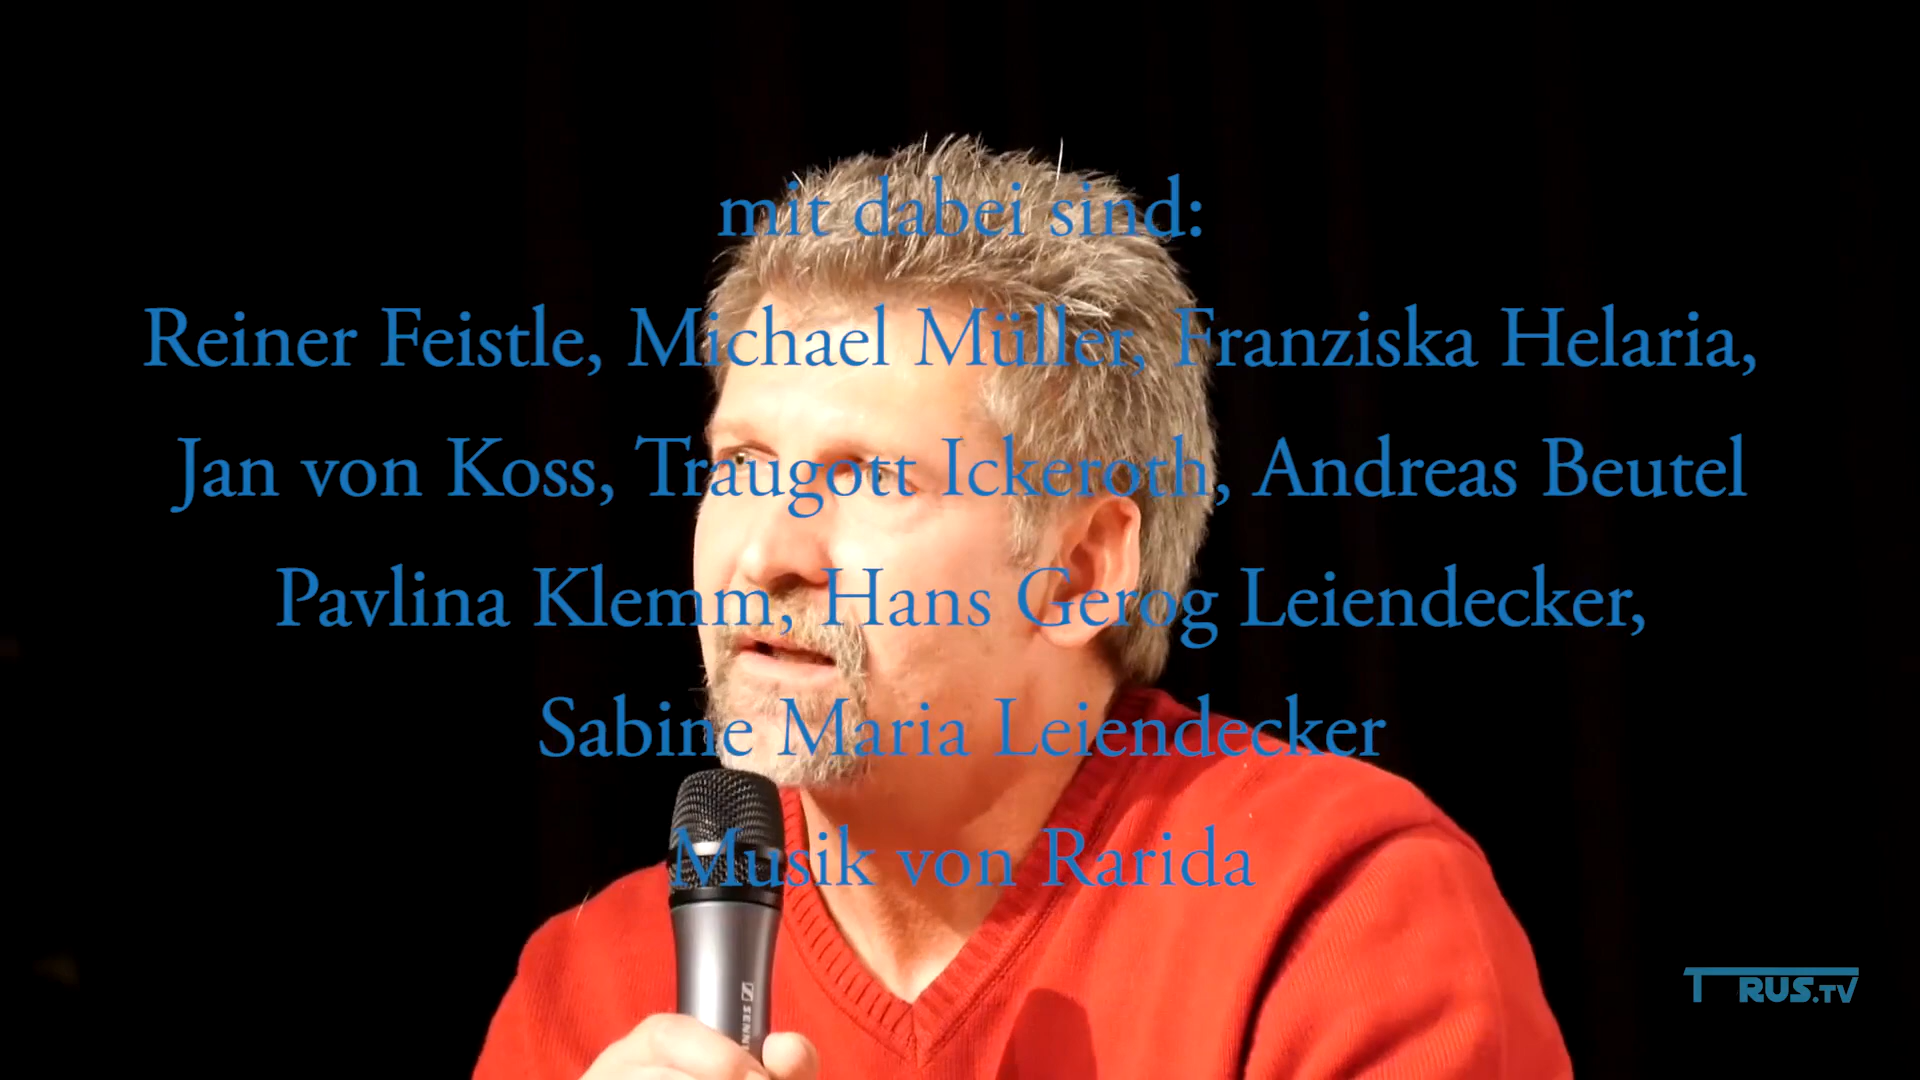 mit dabei sind:
Reiner Feistle, Michael Müller, Franziska Helaria,
Jan von Koss, Traugott Ickeroth, Andreas Beutel
Pavlina Klemm, Hans Gerog Leiendecker,
Sabine Maria Leiendecker
Musik von Rarida
RUS.TV